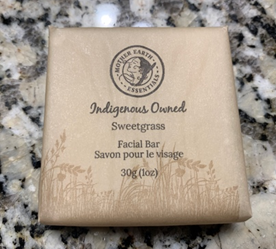 MOTHER EARTH
ESSENTIALS
Indigenous Owned
Sweetgrass
Facial Bar
Savon pour le visage
30g (1oz)